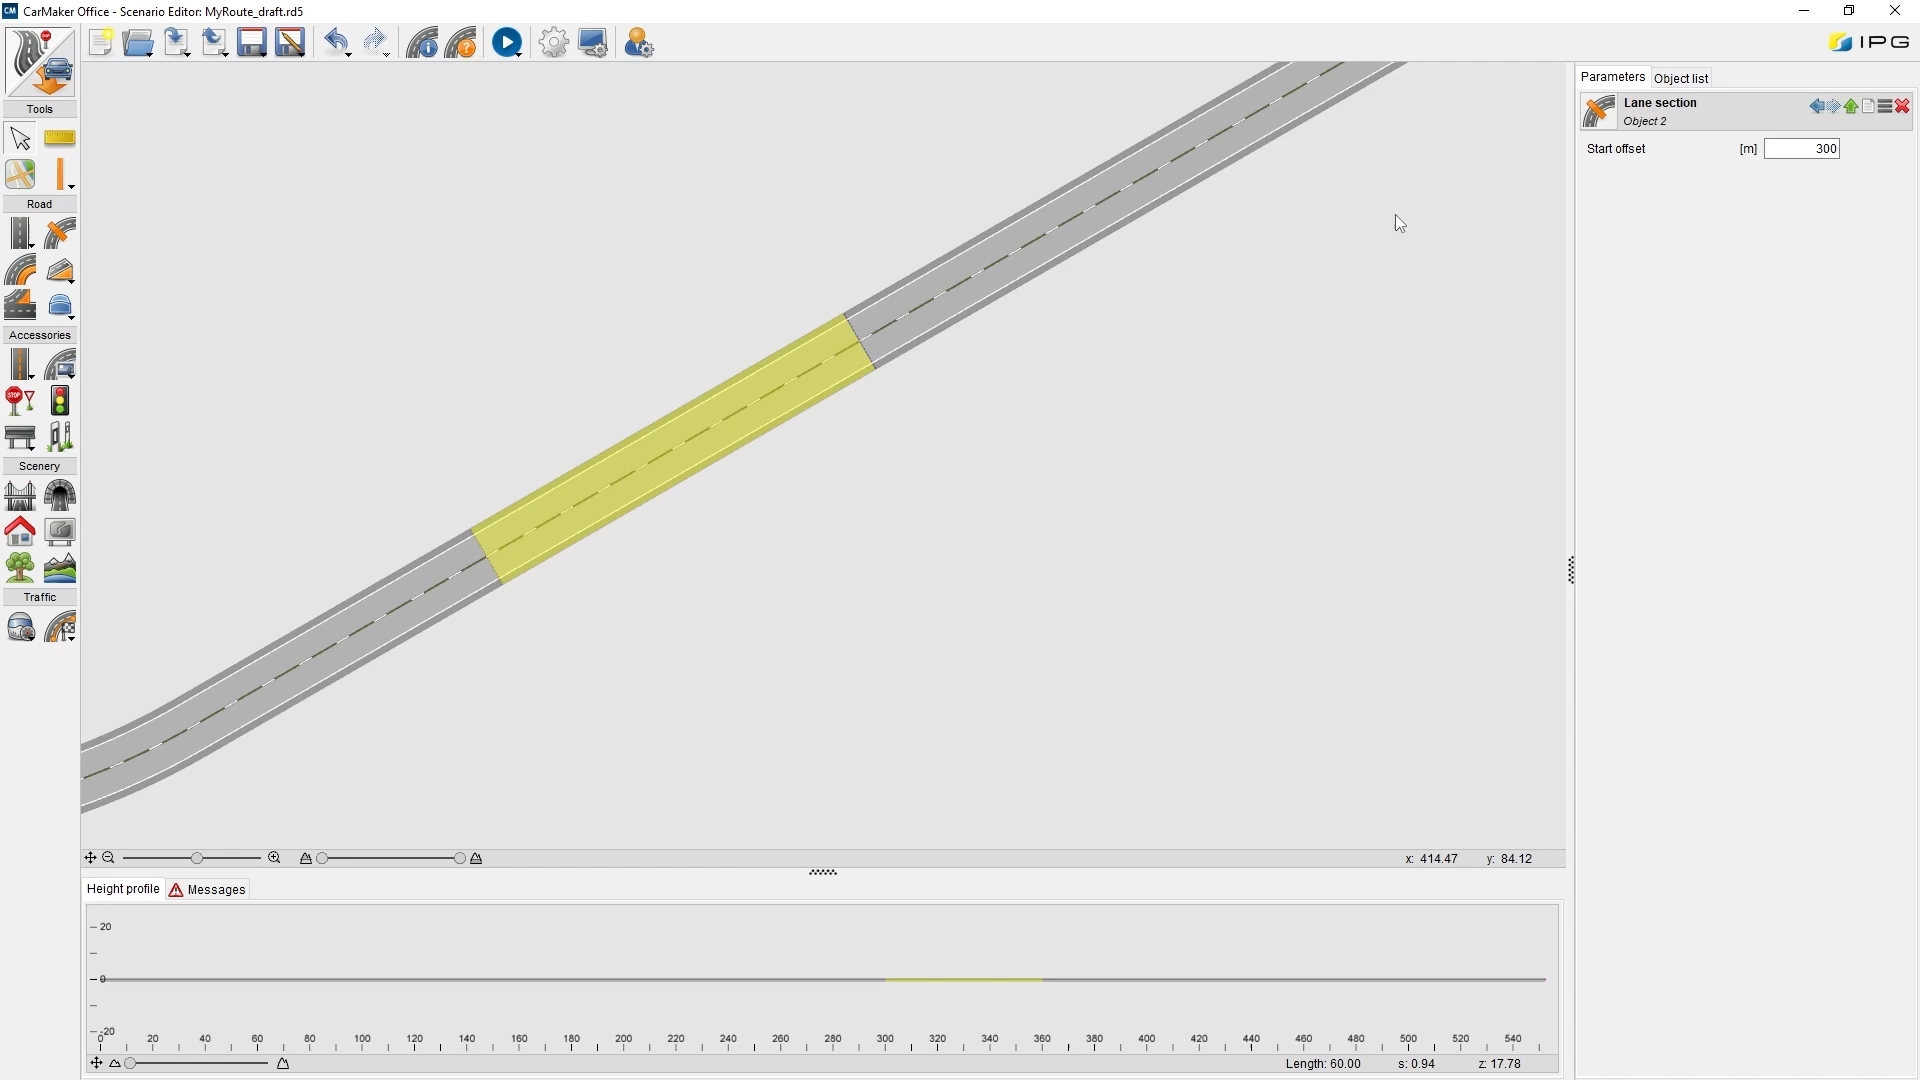 CM CarMaker Office - Scenario Editor: MyRoute_draft.rd5
IPG
Tools
Road
Accessories
STOP
Scenery
Traffic
Parameters Object list
Lane section
Object 2
Start offset [m] 300
x: 414.47 y: 84.12
Height profile Messages
20
0
-20
0 20 40 60 80 100 120 140 160 180 200 220 240 260 280 300 320 340 360 380 400 420 440 460 480 500 520 540
Length: 60.00 s: 0.94 z: 17.78